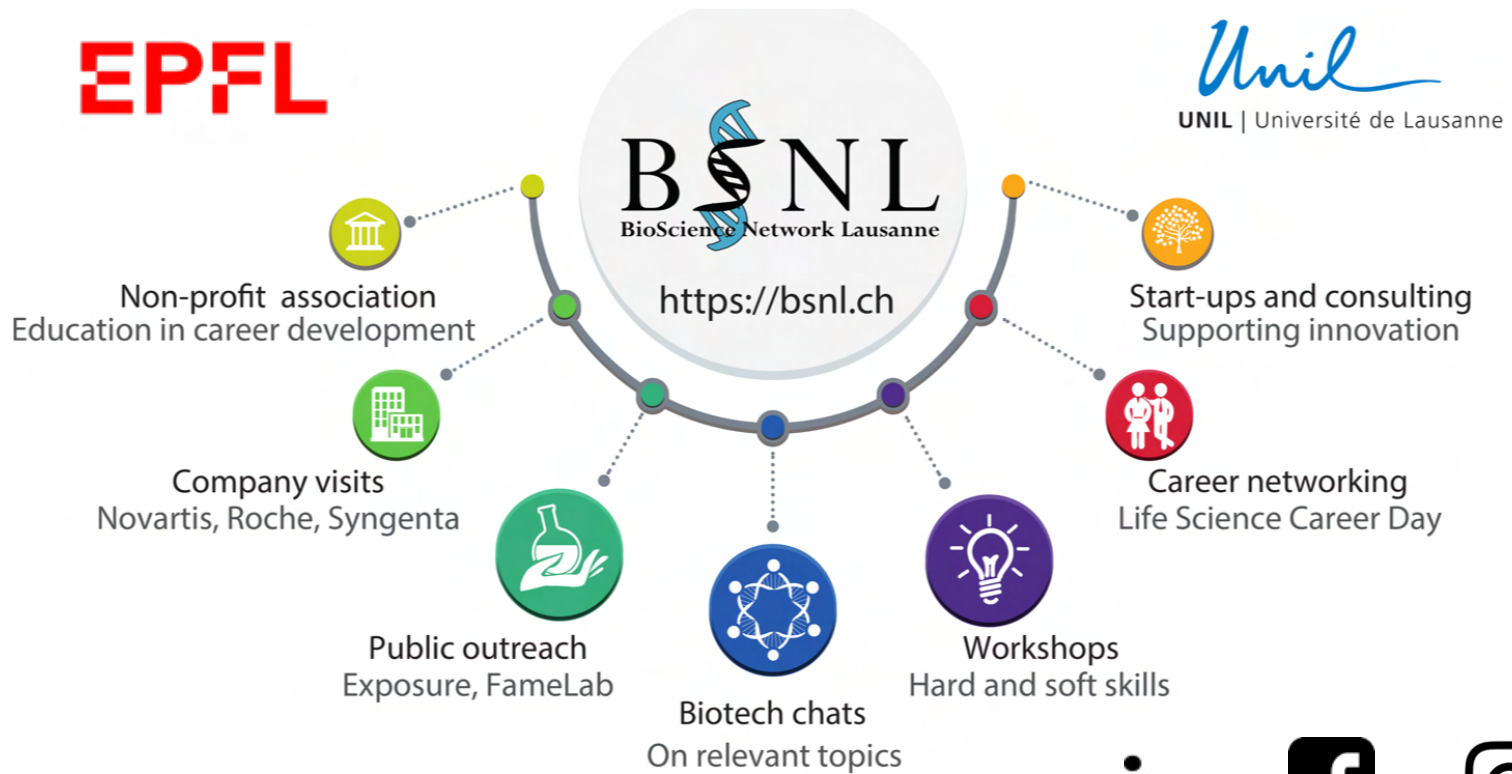 EPFL
Unil
UNIL | Université de Lausanne
BSNL
BioScience Network Lausanne
https://bsnl.ch
Non-profit association
Education in career development
Company visits
Novartis, Roche, Syngenta
Public outreach
Exposure, FameLab
Biotech chats
On relevant topics
Workshops
Hard and soft skills
Career networking
Life Science Career Day
Start-ups and consulting
Supporting innovation